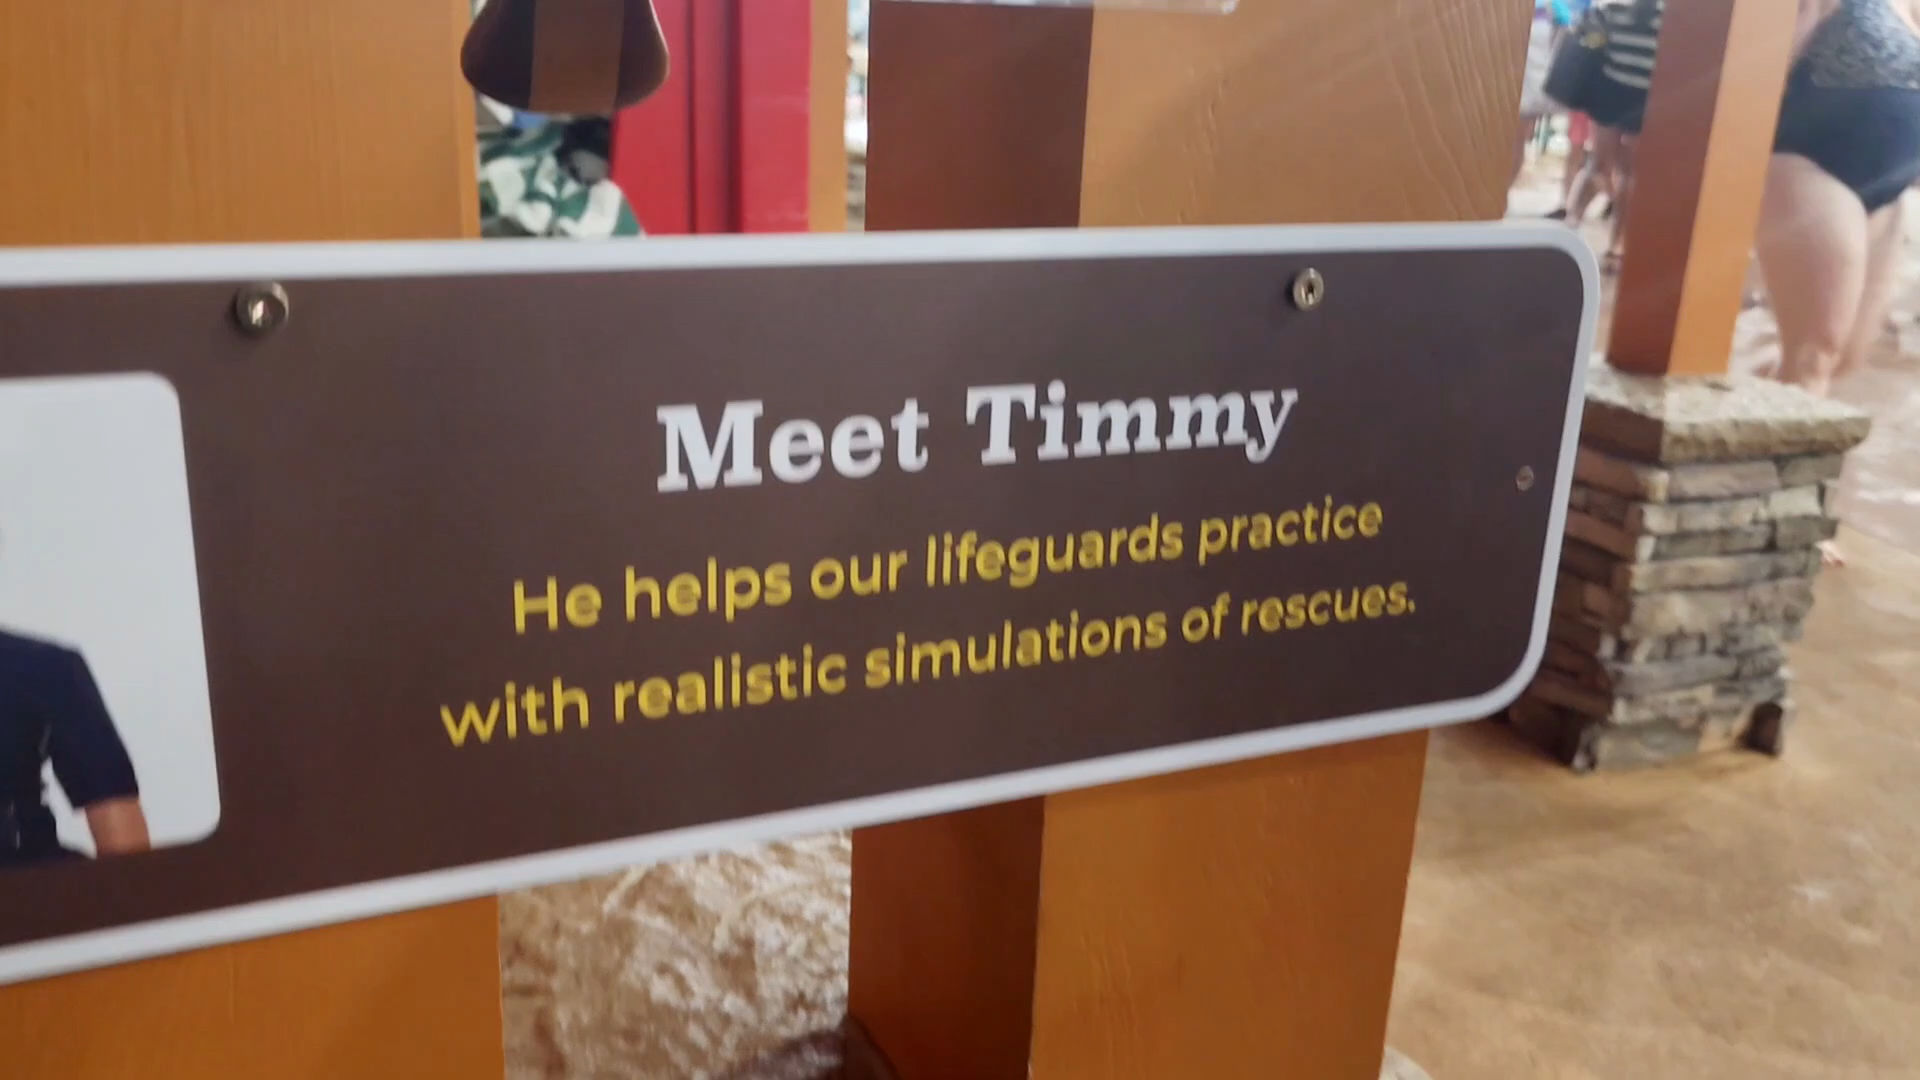 Meet Timmy
He helps our lifeguards practice
with realistic simulations of rescues.